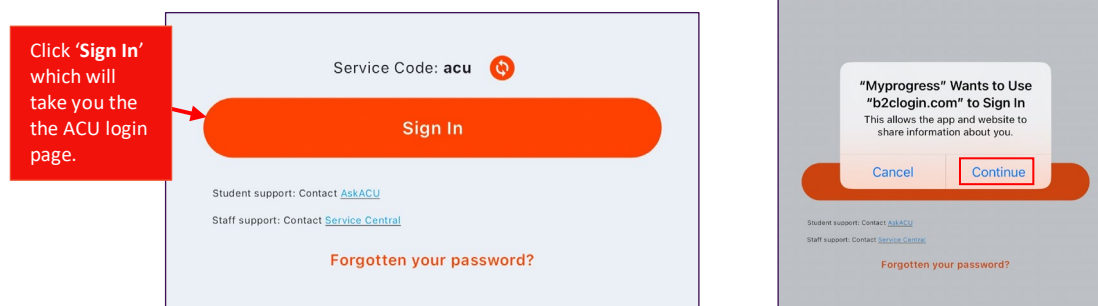 Click ‘Sign In’
which will
take you the
the ACU login
page.
Service Code: acu
Sign In
Student support: Contact AskACU
Staff support: Contact Service Central
Forgotten your password?
“Myprogress” Wants to Use
“b2clogin.com” to Sign In
This allows the app and website to
share information about you.
Cancel
Continue
Student support: Contact AskACU
Staff support: Contact Service Central
Forgotten your password?